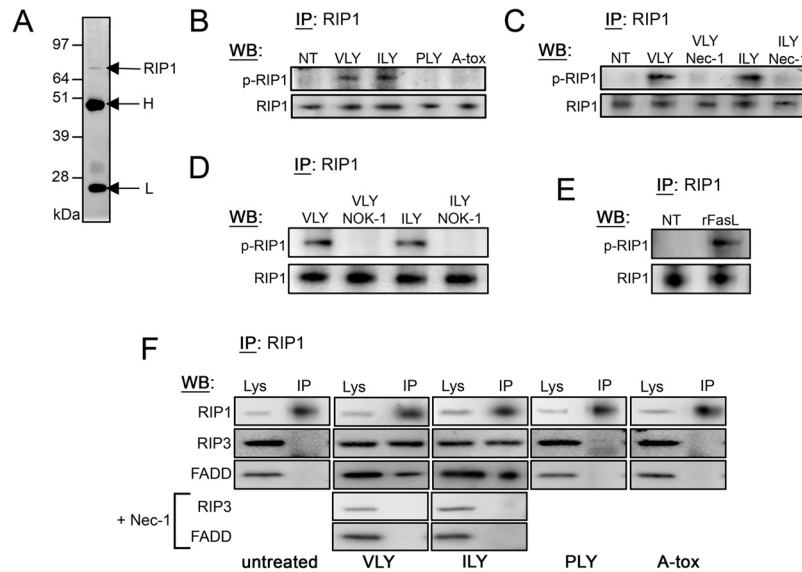 A
97
64
51
39
28
kDa
RIP1
H
L
B
IP: RIP1
WB:
NT VLY ILY PLY A-tox
p-RIP1
RIP1
C
IP: RIP1
WB:
NT VLY VLY Nec-1 ILY ILY Nec-1
p-RIP1
RIP1
D
IP: RIP1
WB:
VLY VLY NOK-1 ILY ILY NOK-1
p-RIP1
RIP1
E
IP: RIP1
WB:
NT rFasL
p-RIP1
RIP1
F
IP: RIP1
WB:
Lys IP Lys IP Lys IP Lys IP Lys IP
RIP1
RIP3
FADD
+ Nec-1
RIP3
FADD
untreated VLY ILY PLY A-tox